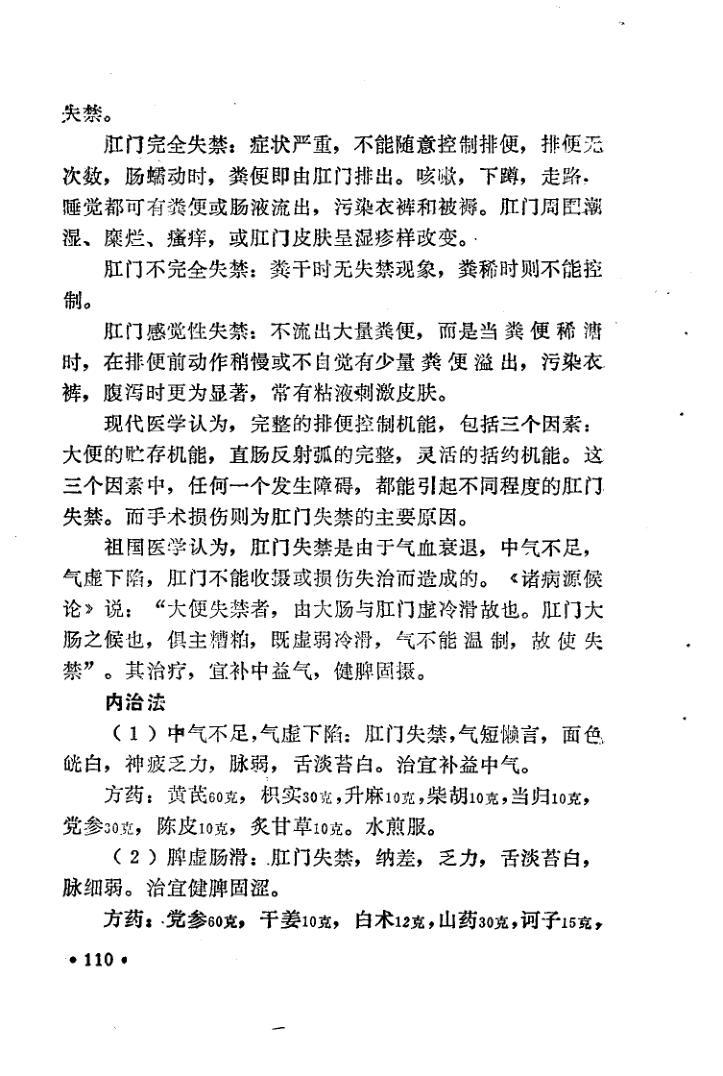 失禁。
肛门完全失禁：症状严重，不能随意控制排便，排便无
次数，肠蠕动时，粪便即由肛门排出。咳嗽，下蹲，走路.
睡觉都可有粪便或肠液流出，污染衣裤和被褥。肛门周围潮
湿、糜烂、瘙痒，或肛门皮肤呈湿疹样改变。
肛门不完全失禁：粪干时无失禁现象，粪稀时则不能控
制。
肛门感觉性失禁：不流出大量粪便，而是当粪便稀溏
时，在排便前动作稍慢或不自觉有少量粪便溢出，污染衣
裤，腹泻时更为显著，常有粘液刺激皮肤。
现代医学认为，完整的排便控制机能，包括三个因素：
大便的贮存机能，直肠反射弧的完整，灵活的括约机能。这
三个因素中，任何一个发生障碍，都能引起不同程度的肛门
失禁。而手术损伤则为肛门失禁的主要原因。
祖国医学认为，肛门失禁是由于气血衰退，中气不足，
气虚下陷，肛门不能收摄或损伤失治而造成的。《诸病源候
论》说：“大便失禁者，由大肠与肛门虚冷滑故也。肛门大
肠之候也，俱主糟粕，既虚弱冷滑，气不能温制，故使失
禁”。其治疗，宜补中益气，健脾固摄。
内治法
（1）中气不足，气虚下陷：肛门失禁，气短懒言，面色
㿠白，神疲乏力，脉弱，舌淡苔白。治宜补益中气。
方药：黄芪60克，枳实30克，升麻10克，柴胡10克，当归10克，
党参30克，陈皮10克，炙甘草10克。水煎服。
（2）脾虚肠滑：肛门失禁，纳差，乏力，舌淡苔白，
脉细弱。治宜健脾固涩。
方药：党参60克，干姜10克，白术12克，山药30克，诃子15克，
•110•